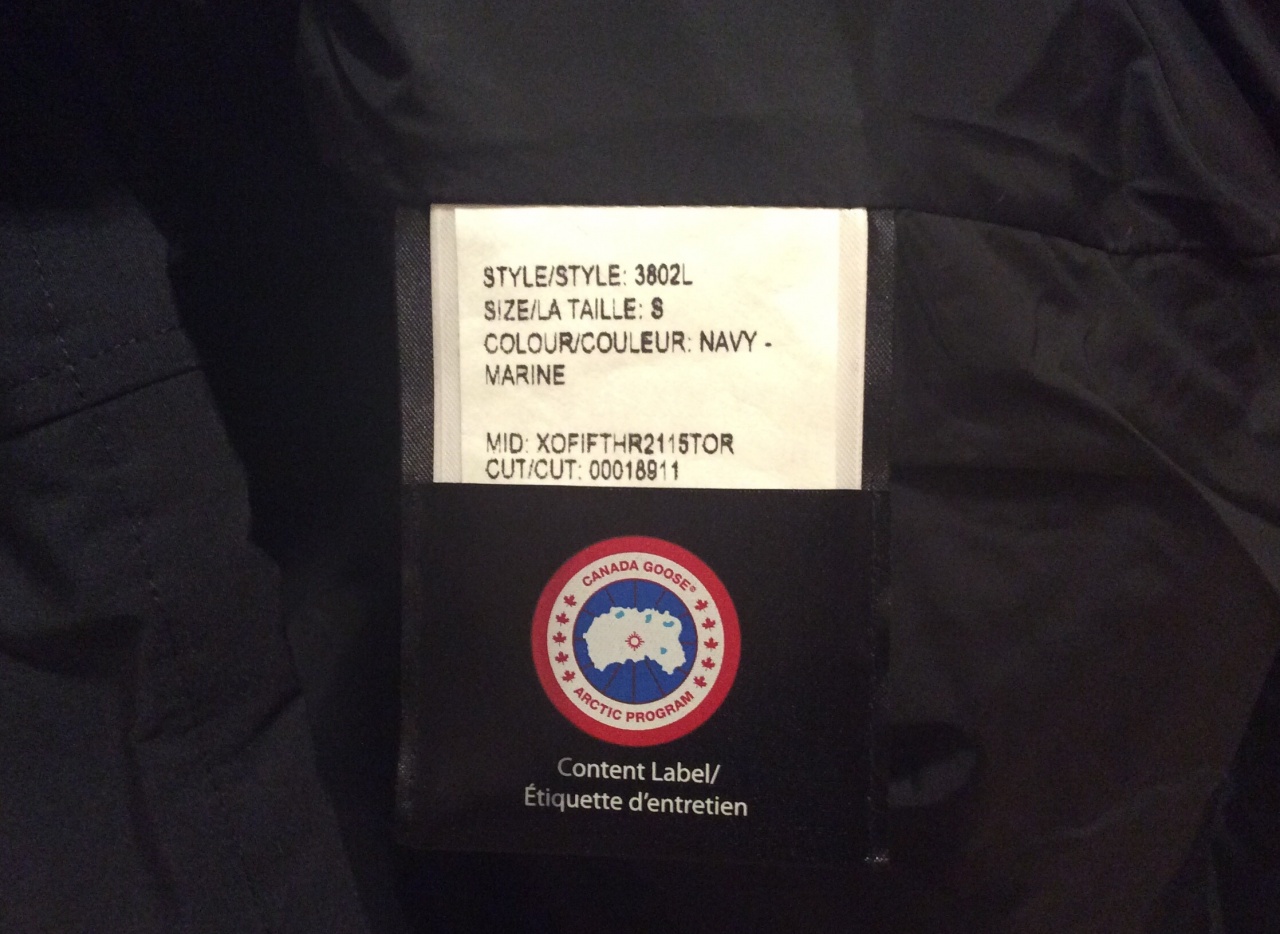 STYLE/STYLE: 3802L
SIZE/LA TAILLE: S
COLOUR/COULEUR: NAVY -
MARINE
MID: XOFIFTHR2115TOR
CUT/CUT: 00018911
CANADA GOOSE®
ARCTIC PROGRAM
Content Label/
Étiquette d'entretien